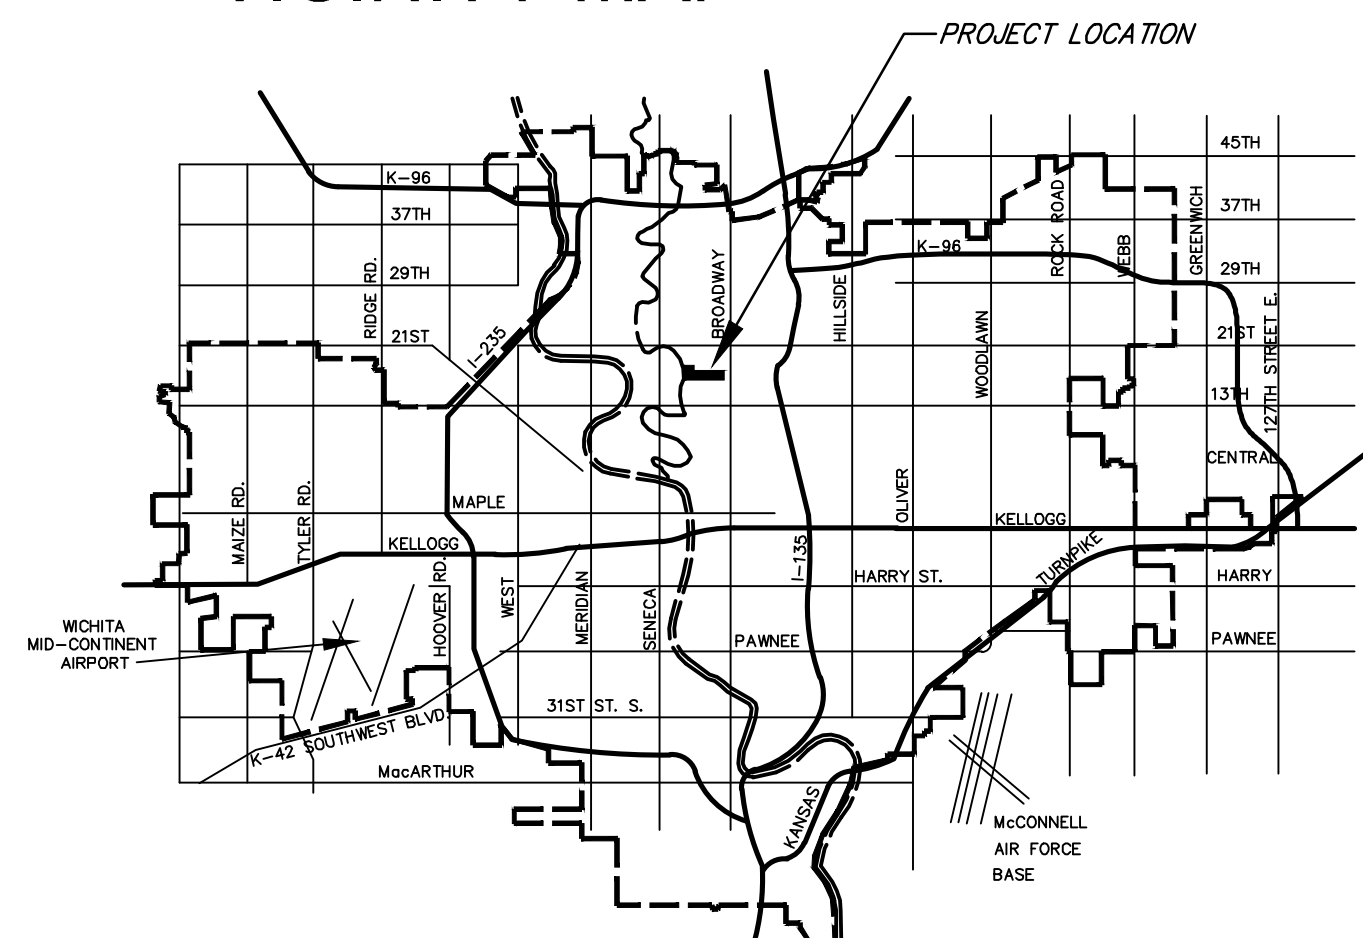 PROJECT LOCATION
45TH
K-96
37TH
37TH
ROCK ROAD
GREENWICH
WEBB
K-96
29TH
29TH
RIDGE RD.
BROADWAY
HILLSIDE
21ST
I-235
21ST
WOODLAWN
127TH STREET E.
13TH
CENTRAL
MAIZE RD.
TYLER RD.
MAPLE
OLIVER
KELLOGG
KELLOGG
I-135
TURNPIKE
HOOVER RD.
WEST
MERIDIAN
SENECA
HARRY ST.
HARRY
WICHITA
MID-CONTINENT
AIRPORT
PAWNEE
PAWNEE
31ST ST. S.
K-42 SOUTHWEST BLVD.
MacARTHUR
KANSAS
McCONNELL
AIR FORCE
BASE